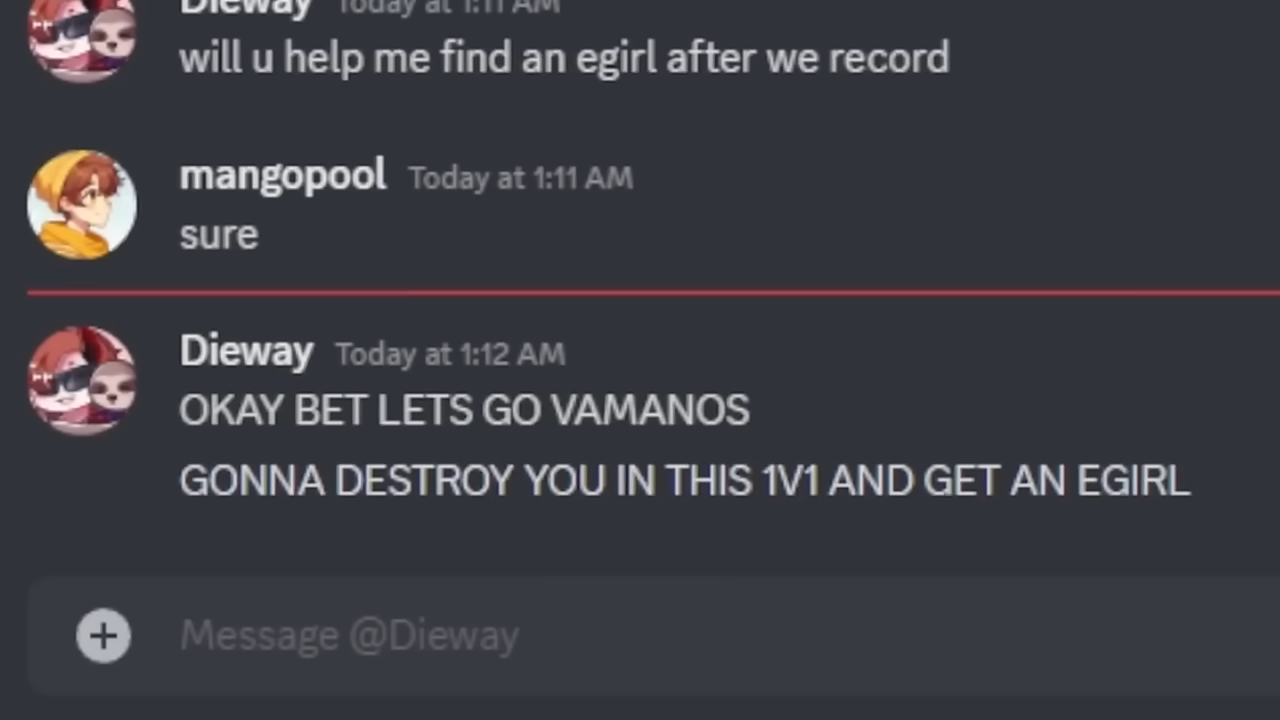 Dieway Today at 1:11 AM
will u help me find an egirl after we record
mangopool Today at 1:11 AM
sure
Dieway Today at 1:12 AM
OKAY BET LETS GO VAMANOS
GONNA DESTROY YOU IN THIS 1V1 AND GET AN EGIRL
Message @Dieway